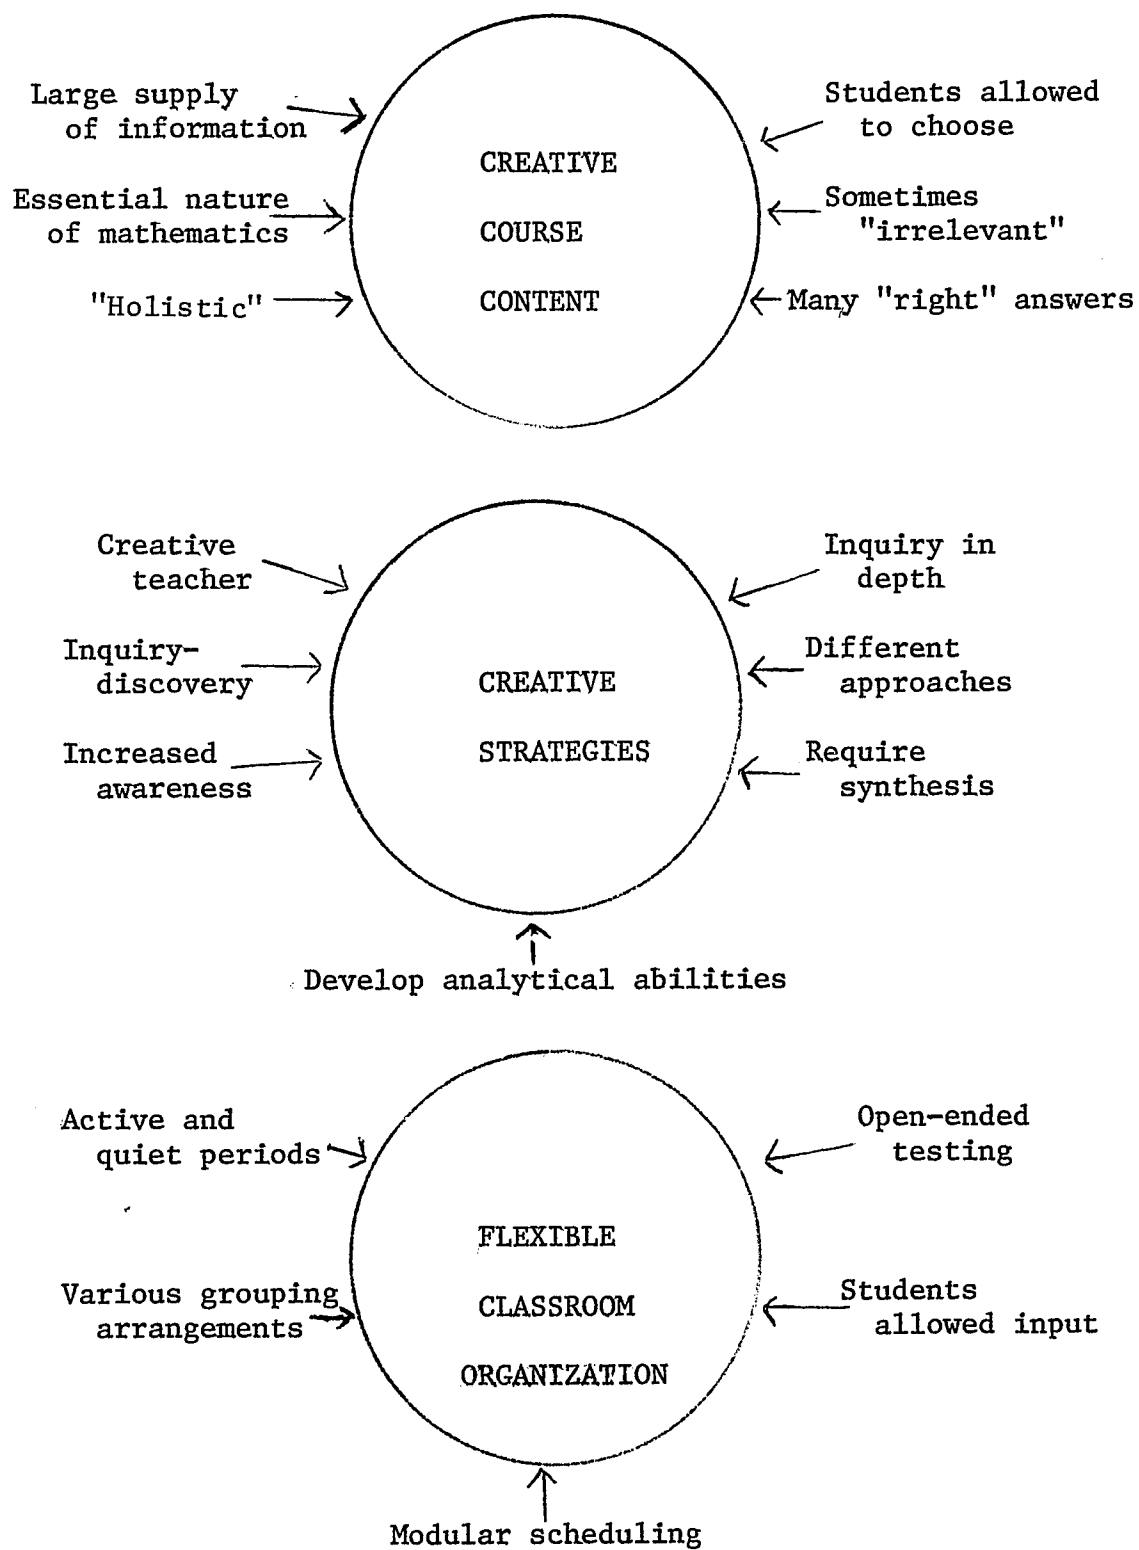 Large supply
of information
Essential nature
of mathematics
"Holistic"
CREATIVE
COURSE
CONTENT
Students allowed
to choose
Sometimes
"irrelevant"
Many "right" answers
Creative
teacher
Inquiry-
discovery
Increased
awareness
CREATIVE
STRATEGIES
Inquiry in
depth
Different
approaches
Require
synthesis
Develop analytical abilities
Active and
quiet periods
Various grouping
arrangements
FLEXIBLE
CLASSROOM
ORGANIZATION
Open-ended
testing
Students
allowed input
Modular scheduling